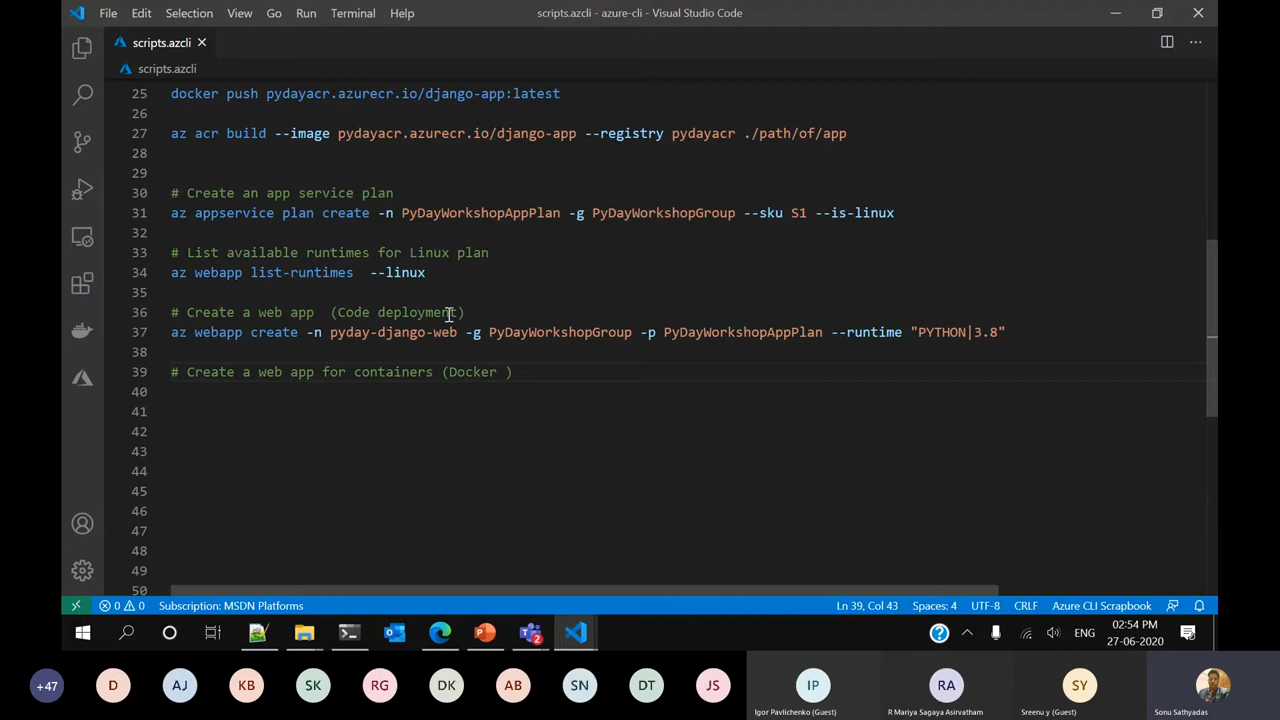 File Edit Selection View Go Run Terminal Help scripts.azcli - azure-cli - Visual Studio Code
scripts.azcli
scripts.azcli
25 docker push pydayacr.azurecr.io/django-app:latest
26
27 az acr build --image pydayacr.azurecr.io/django-app --registry pydayacr ./path/of/app
28
29
30 # Create an app service plan
31 az appservice plan create -n PyDayWorkshopAppPlan -g PyDayWorkshopGroup --sku S1 --is-linux
32
33 # List available runtimes for Linux plan
34 az webapp list-runtimes  --linux
35
36 # Create a web app  (Code deployment)
37 az webapp create -n pyday-django-web -g PyDayWorkshopGroup -p PyDayWorkshopAppPlan --runtime "PYTHON|3.8"
38
39 # Create a web app for containers (Docker )
40
41
42
43
44
45
46
47
48
49
50
0 0 Subscription: MSDN Platforms Ln 39, Col 43 Spaces: 4 UTF-8 CRLF Azure CLI Scrapbook
2 ENG 02:54 PM
27-06-2020
+47 D AJ KB SK RG DK AB SN DT JS IP RA SY
Igor Pavlichenko (Guest) R Mariya Sagaya Asirvatham Sreenu y (Guest) Sonu Sathyadas